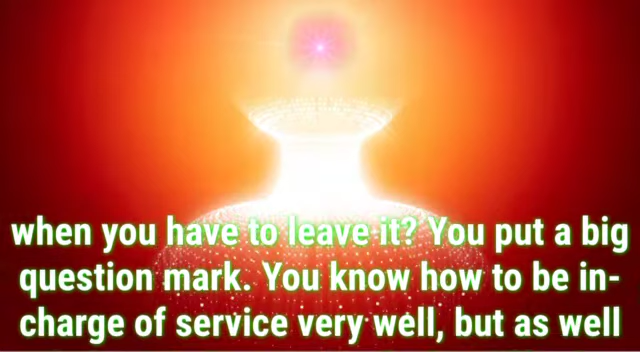 when you have to leave it? You put a big
question mark. You know how to be in-
charge of service very well, but as well